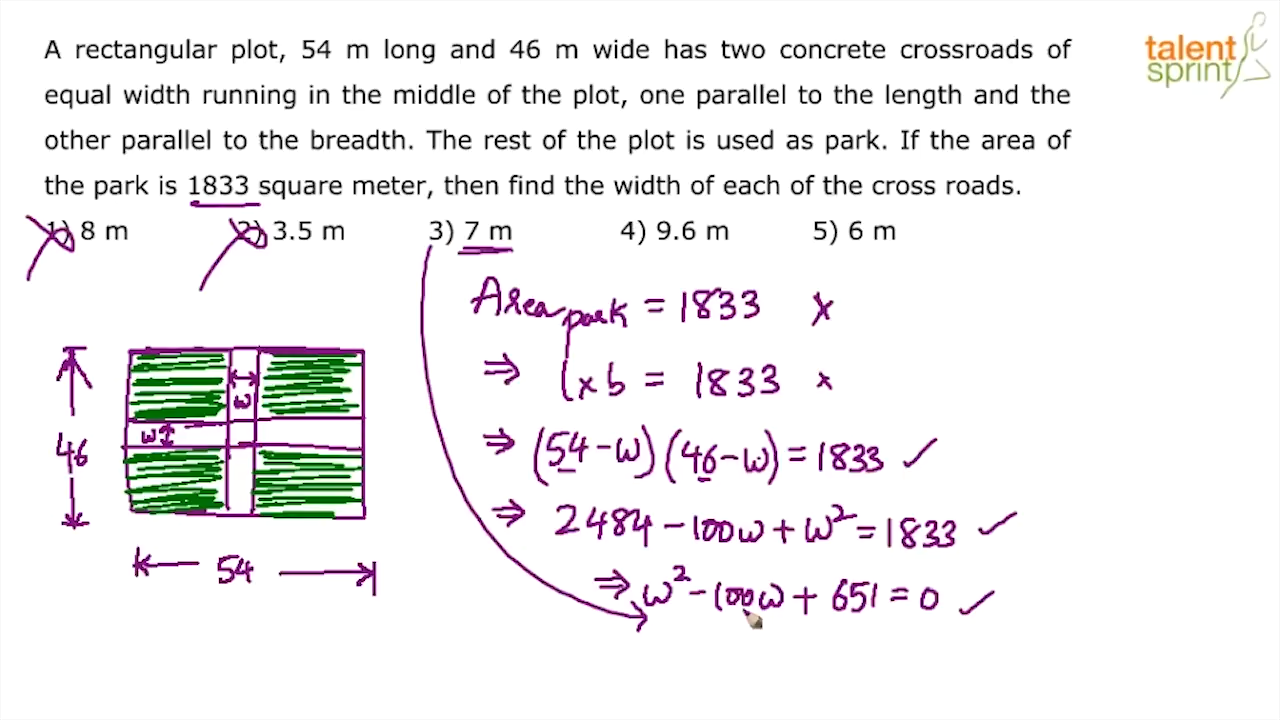 A rectangular plot, 54 m long and 46 m wide has two concrete crossroads of
equal width running in the middle of the plot, one parallel to the length and the
other parallel to the breadth. The rest of the plot is used as park. If the area of
the park is 1833 square meter, then find the width of each of the cross roads.
1) 8 m 2) 3.5 m 3) 7 m 4) 9.6 m 5) 6 m
talent
sprint
Area park = 1833 ×
⇒ l × b = 1833 ×
⇒ (54 - w) (46 - w) = 1833 ✓
⇒ 2484 - 100w + w² = 1833 ✓
⇒ w² - 100w + 651 = 0 ✓
w
w
46
54